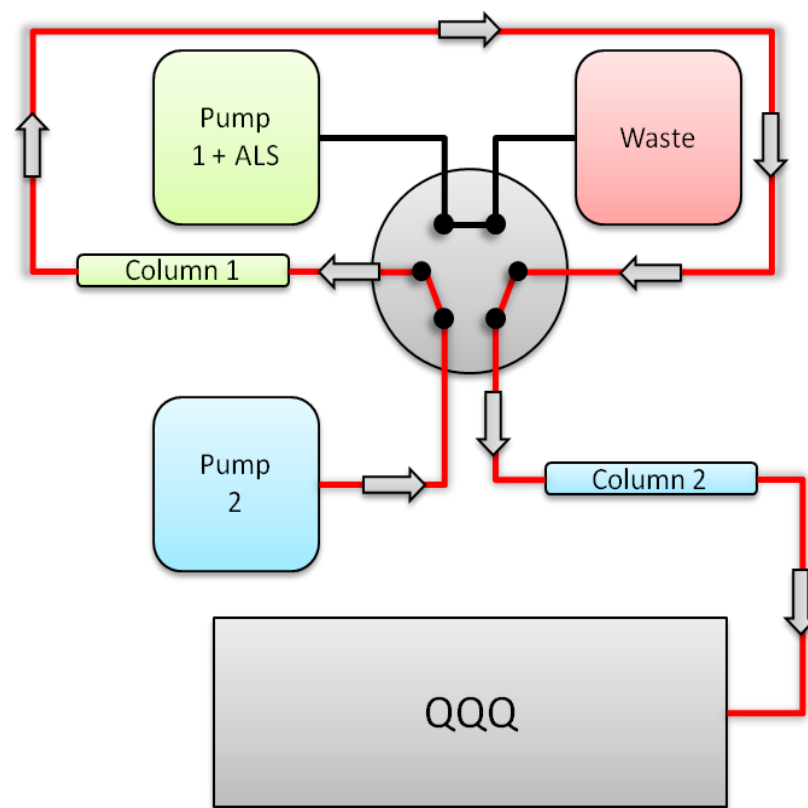 Pump
1 + ALS
Waste
Column 1
Pump
2
Column 2
QQQ